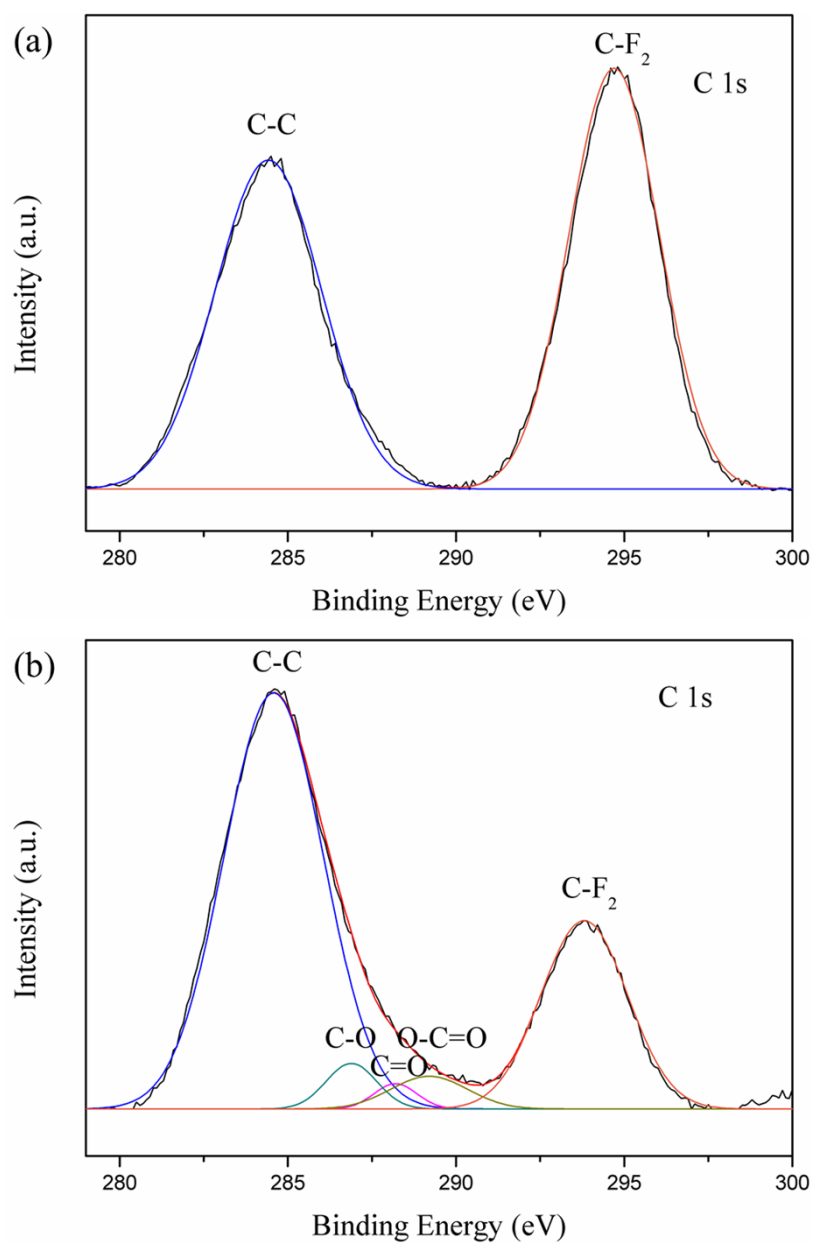 (a)
C-F₂
C 1s
C-C
Intensity (a.u.)
280 285 290 295 300
Binding Energy (eV)
(b)
C-C
C 1s
C-F₂
C-O O-C=O
C=O
Intensity (a.u.)
280 285 290 295 300
Binding Energy (eV)